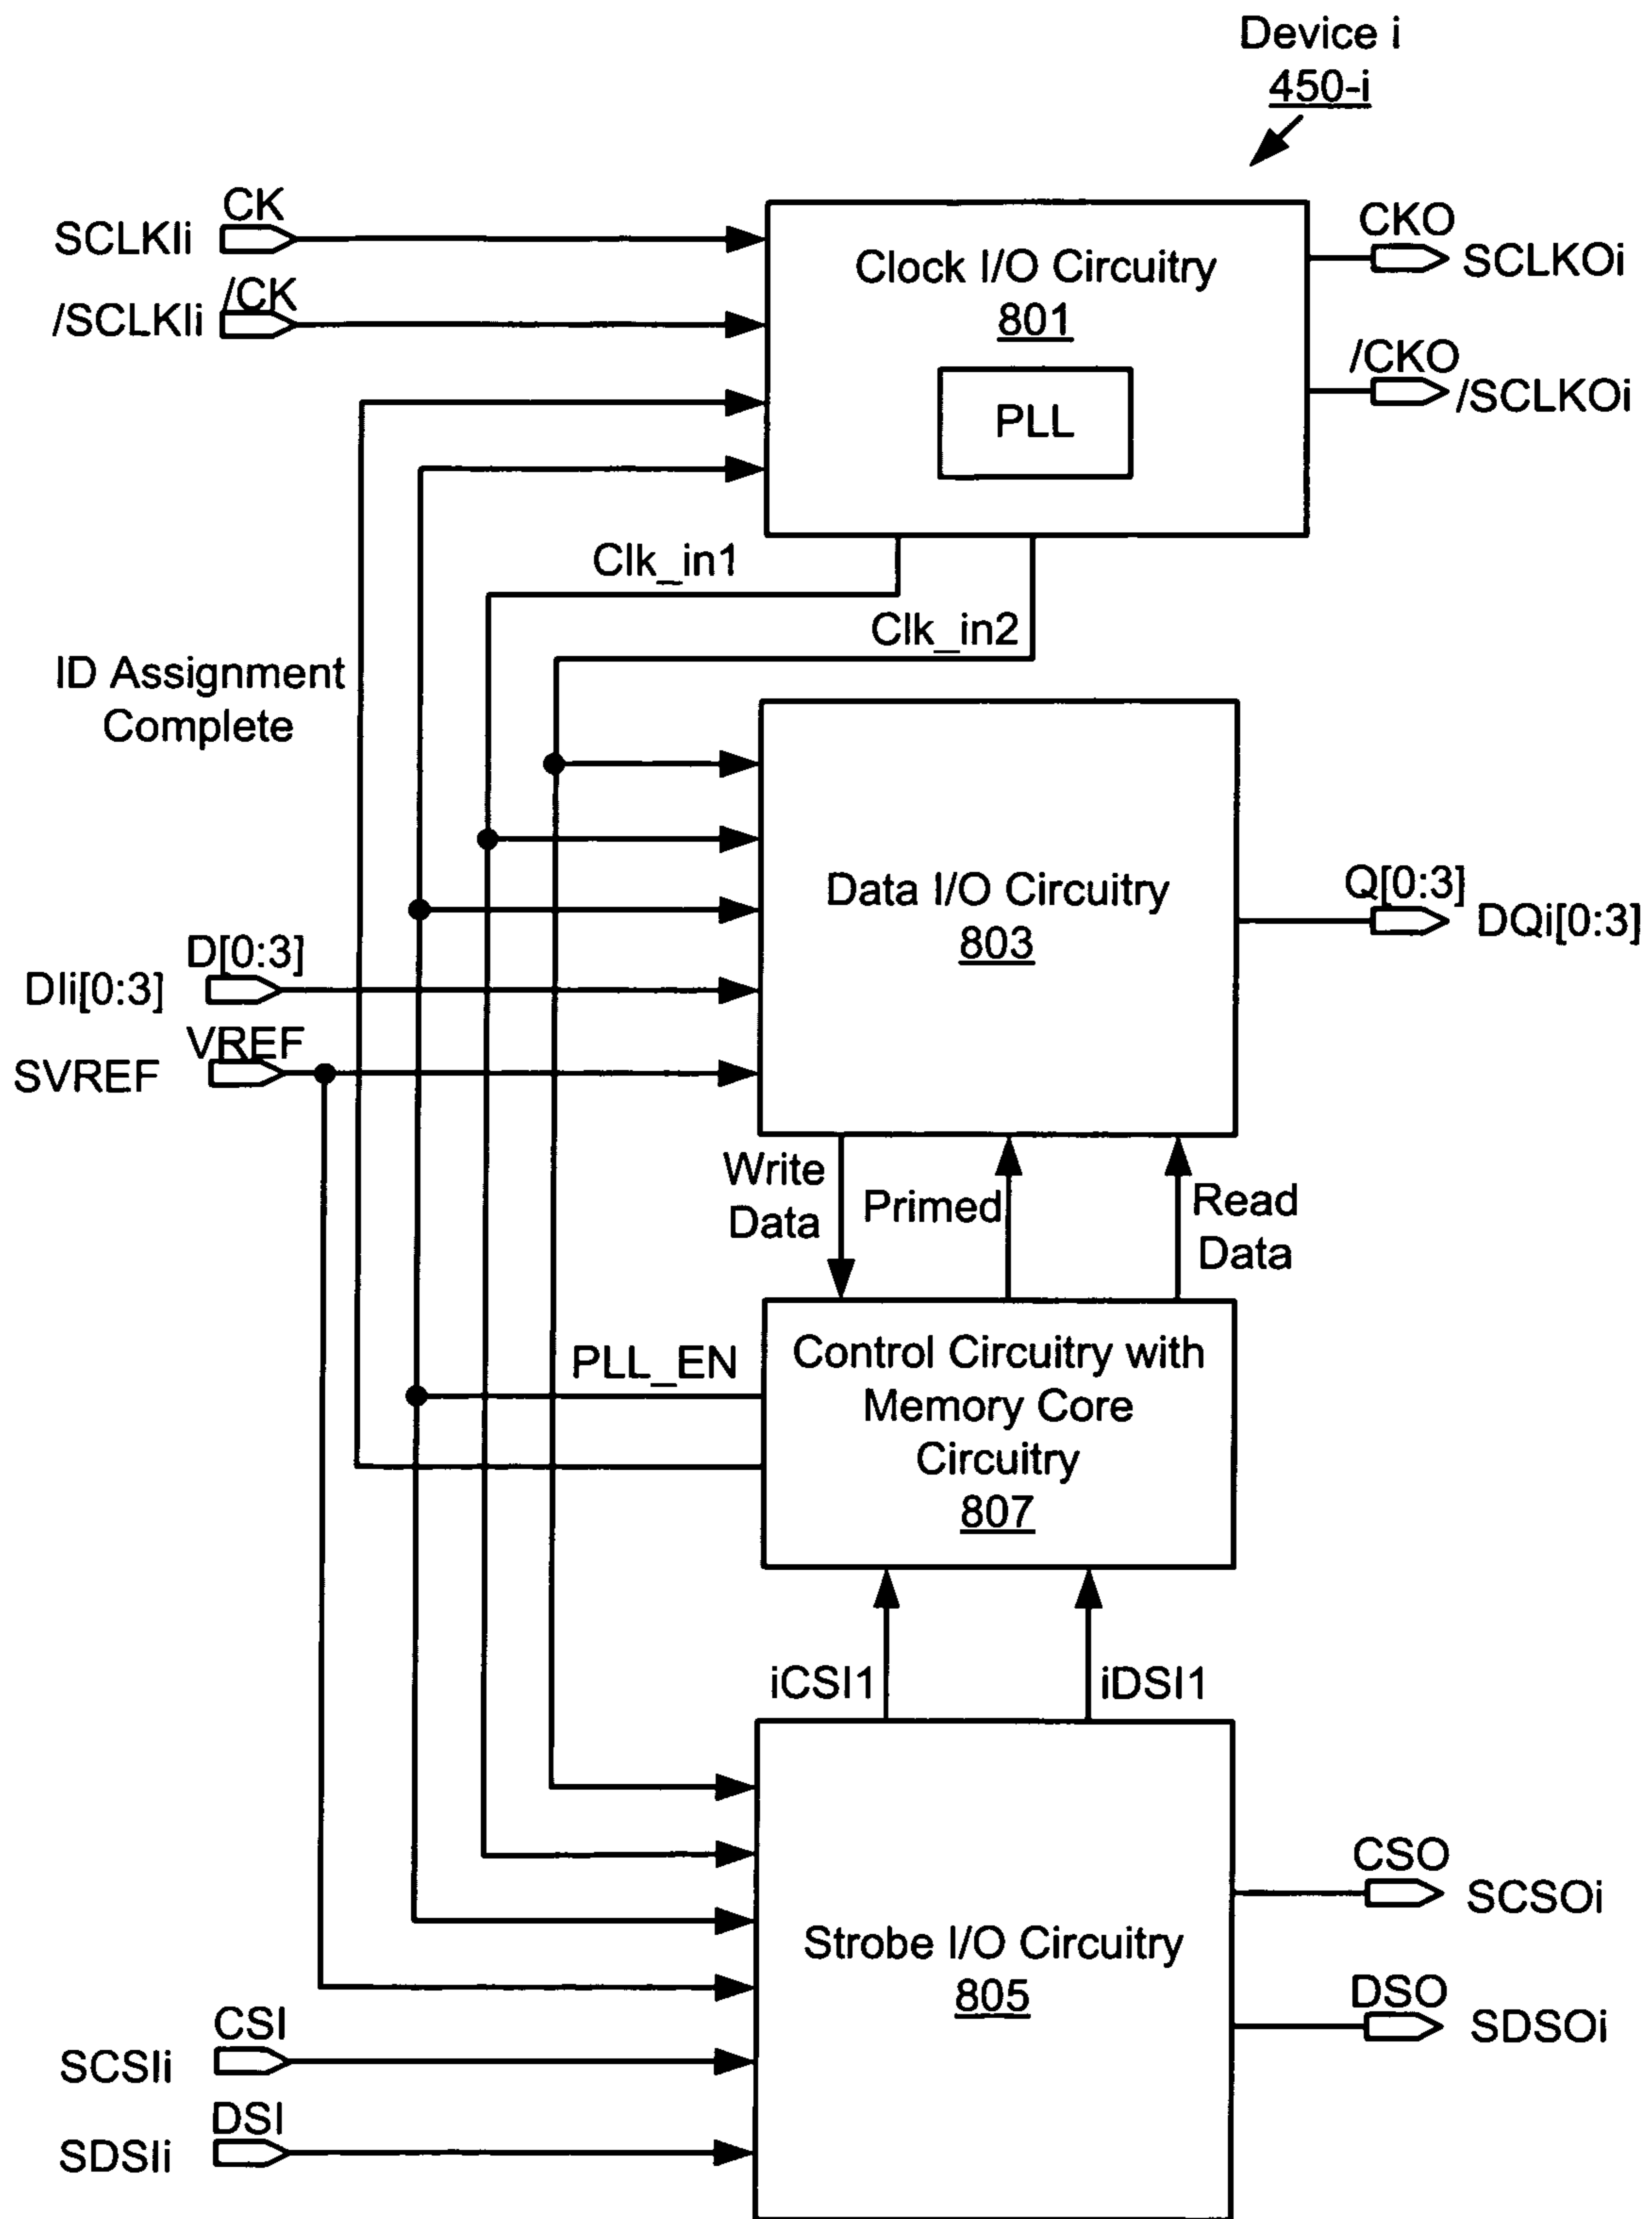 Device i
450-i
CK
SCLKIi
/CK
/SCLKIi
Clock I/O Circuitry
801
PLL
CKO
SCLKOi
/CKO
/SCLKOi
Clk_in1
Clk_in2
ID Assignment
Complete
Data I/O Circuitry
803
D[0:3]
DIi[0:3]
VREF
SVREF
Q[0:3]
DQi[0:3]
Write
Data
Primed
Read
Data
PLL_EN
Control Circuitry with
Memory Core
Circuitry
807
iCSI1
iDSI1
Strobe I/O Circuitry
805
CSI
SCSIi
DSI
SDSIi
CSO
SCSOi
DSO
SDSOi